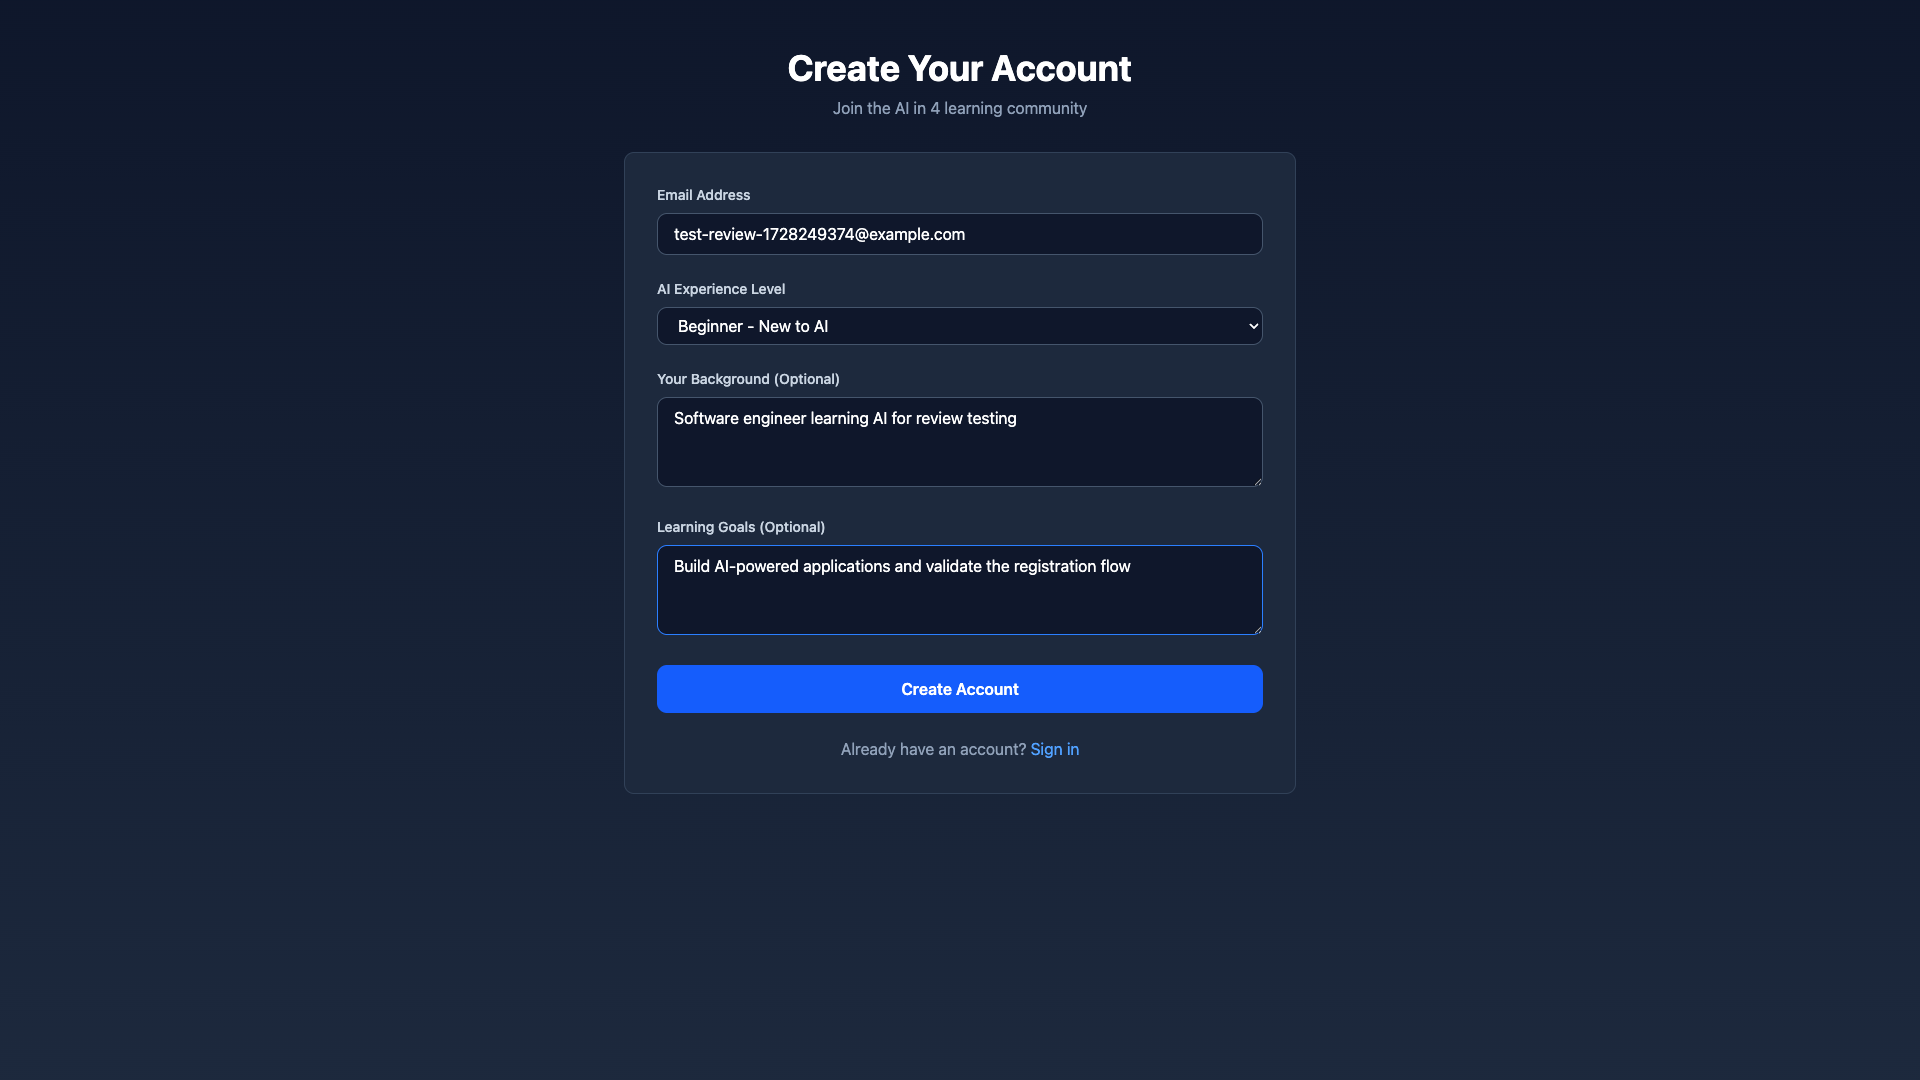 Create Your Account
Join the AI in 4 learning community
Email Address
test-review-1728249374@example.com
AI Experience Level
Beginner - New to AI
Your Background (Optional)
Software engineer learning AI for review testing
Learning Goals (Optional)
Build AI-powered applications and validate the registration flow
Create Account
Already have an account? Sign in